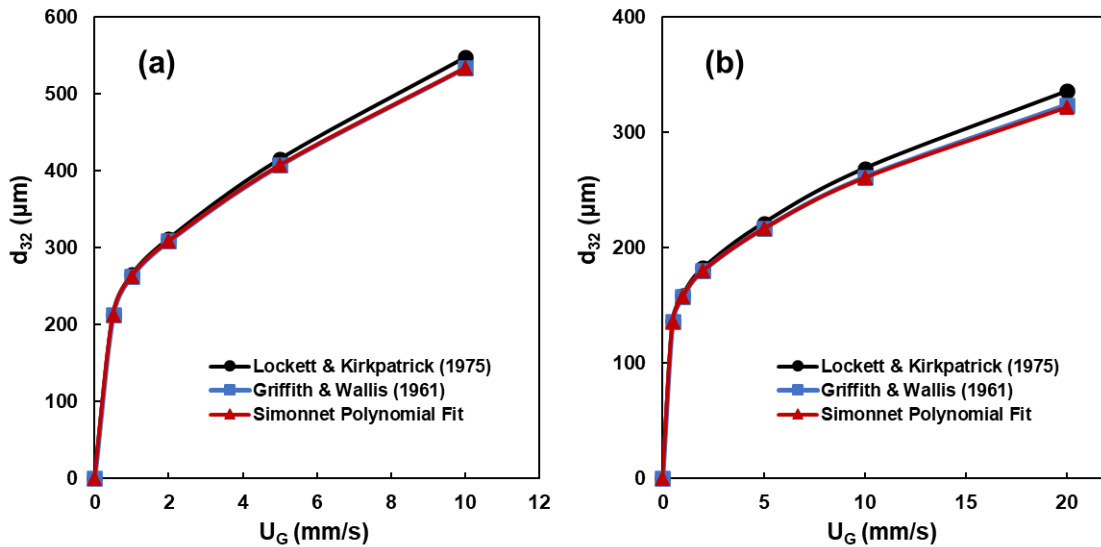 600
500
400
300
200
100
0
d32 (µm)
(a)
Lockett & Kirkpatrick (1975)
Griffith & Wallis (1961)
Simonnet Polynomial Fit
0 2 4 6 8 10 12
UG (mm/s)
400
300
200
100
0
d32 (µm)
(b)
Lockett & Kirkpatrick (1975)
Griffith & Wallis (1961)
Simonnet Polynomial Fit
0 5 10 15 20
UG (mm/s)